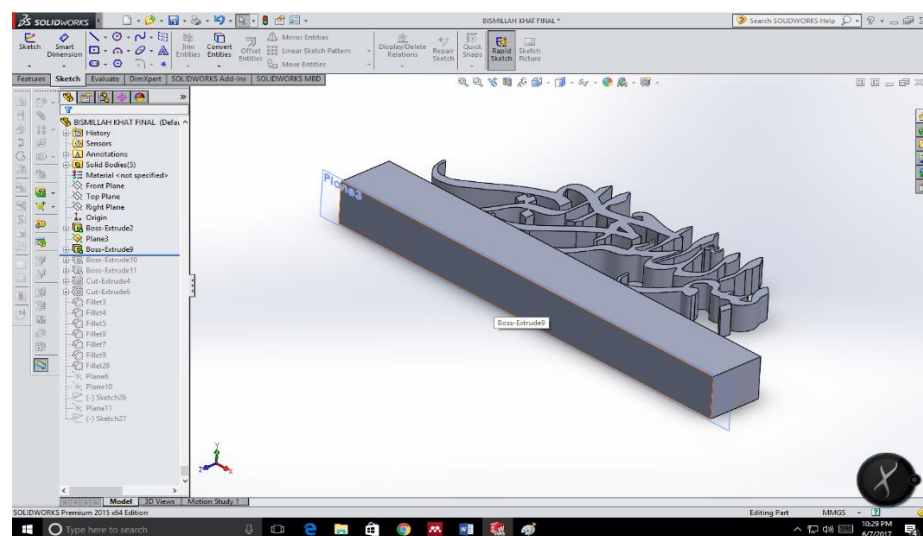 SOLIDWORKS
BISMILLAH KHAT FINAL *
Search SOLIDWORKS Help
Sketch
Smart Dimension
Trim Entities
Convert Entities
Offset Entities
Mirror Entities
Linear Sketch Pattern
Move Entities
Display/Delete Relations
Repair Sketch
Quick Snaps
Rapid Sketch
Sketch Picture
Features Sketch Evaluate DimXpert SOLIDWORKS Add-Ins SOLIDWORKS MBD
BISMILLAH KHAT FINAL (Defau
History
Sensors
Annotations
Solid Bodies(5)
Material <not specified>
Front Plane
Top Plane
Right Plane
Origin
Boss-Extrude2
Plane3
Boss-Extrude9
Boss-Extrude10
Boss-Extrude11
Cut-Extrude4
Cut-Extrude6
Fillet3
Fillet4
Fillet5
Fillet8
Fillet7
Fillet9
Fillet28
Plane6
Plane10
(-) Sketch26
Plane11
(-) Sketch27
Plane3
Boss-Extrude9
Y
Z
X
Model 3D Views Motion Study 1
SOLIDWORKS Premium 2015 x64 Edition
Editing Part MMGS
Type here to search
10:29 PM
6/7/2017